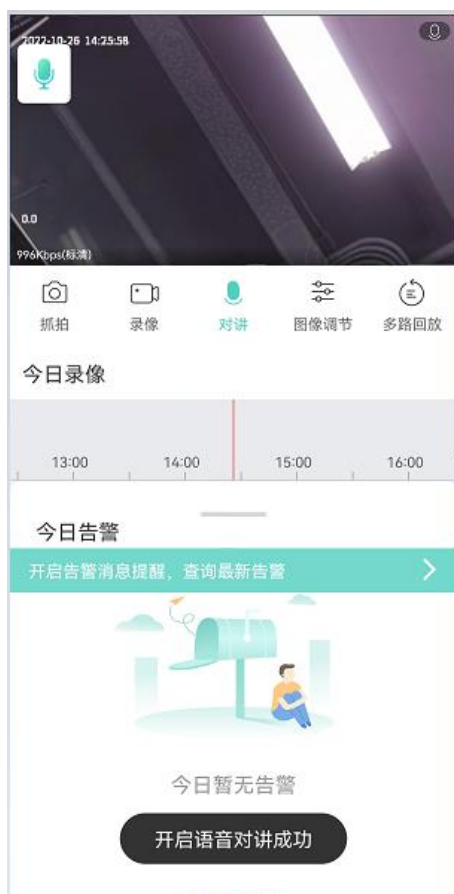 2022-10-26 14:25:58
0.0
996Kbps(标清)
抓拍 录像 对讲 图像调节 多路回放
今日录像
13:00 14:00 15:00 16:00
今日告警
开启告警消息提醒，查询最新告警
今日暂无告警
开启语音对讲成功